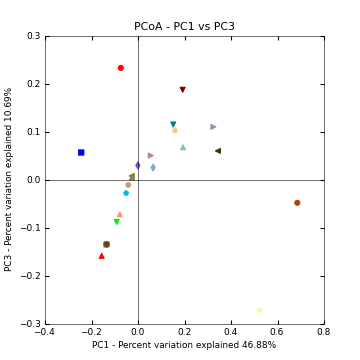 PCoA - PC1 vs PC3
0.3
0.2
0.1
0.0
−0.1
−0.2
−0.3
PC3 - Percent variation explained 10.69%
−0.4 −0.2 0.0 0.2 0.4 0.6 0.8
PC1 - Percent variation explained 46.88%